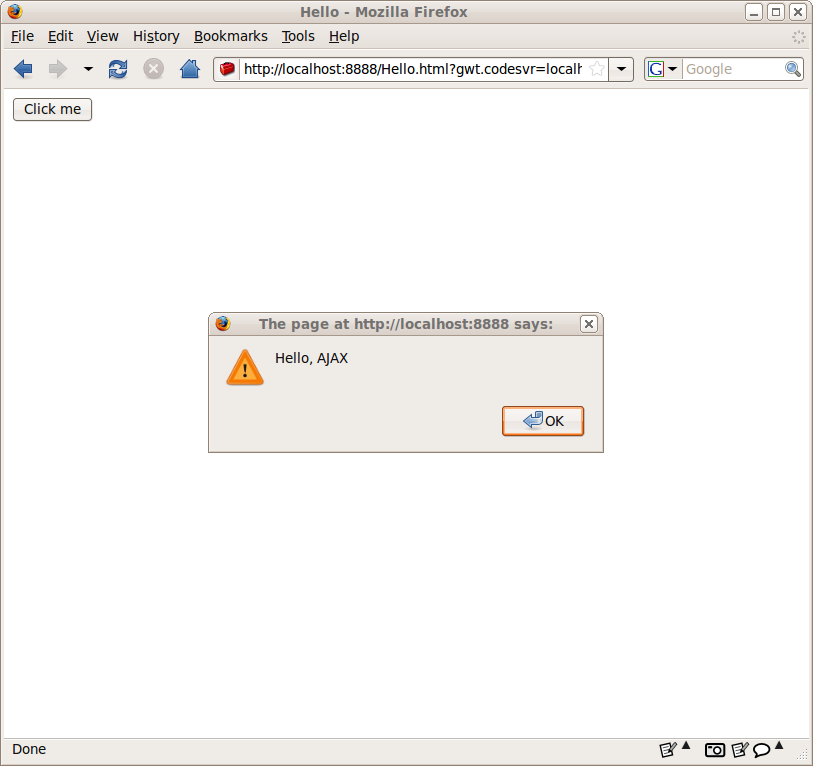 Hello - Mozilla Firefox
File Edit View History Bookmarks Tools Help
http://localhost:8888/Hello.html?gwt.codesvr=localh
G Google
Click me
The page at http://localhost:8888 says:
Hello, AJAX
OK
Done